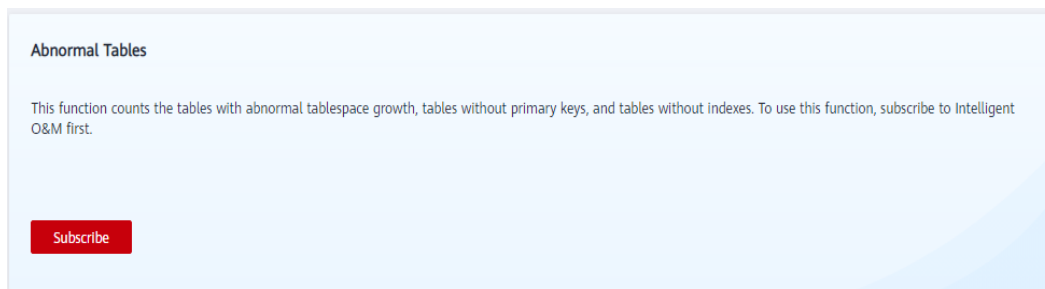 Abnormal Tables
This function counts the tables with abnormal tablespace growth, tables without primary keys, and tables without indexes. To use this function, subscribe to Intelligent
O&M first.
Subscribe